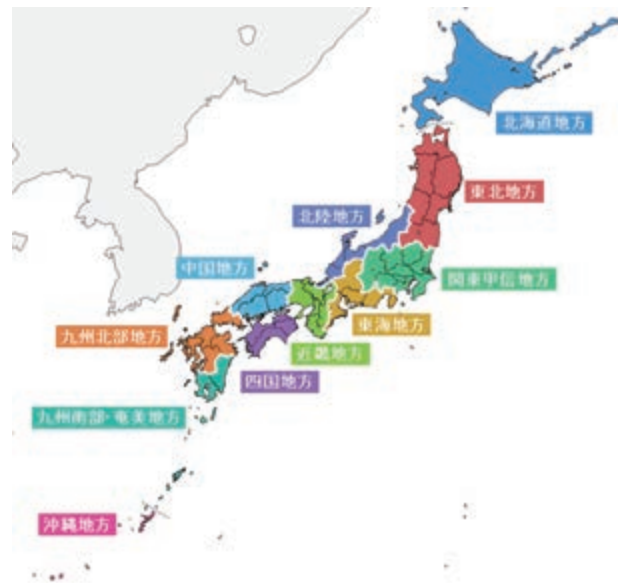 北海道地方
東北地方
北陸地方
中国地方
関東甲信地方
東海地方
九州北部地方
近畿地方
四国地方
九州南部・奄美地方
沖縄地方